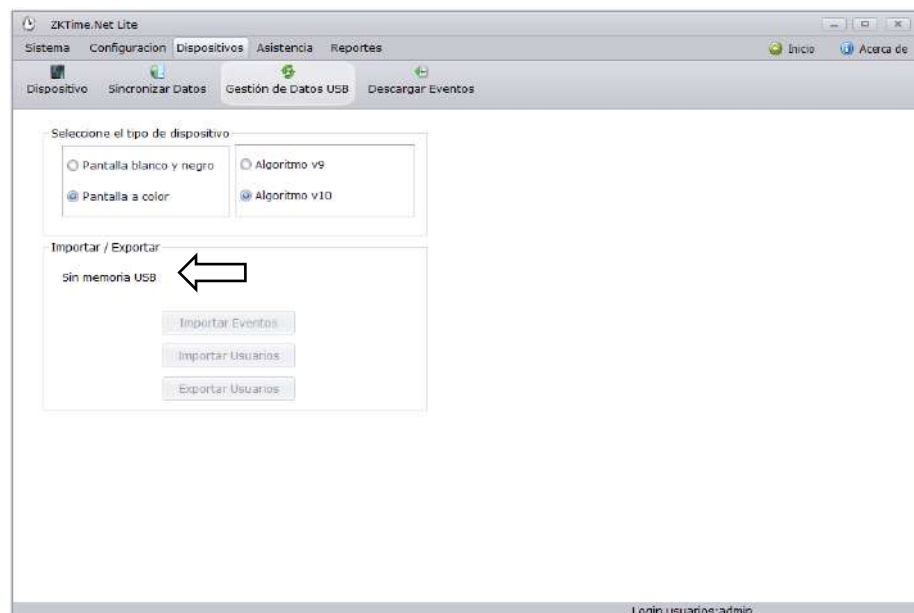 ZKTime.Net Lite
Sistema Configuracion Dispositivos Asistencia Reportes Inicio Acerca de
Dispositivo Sincronizar Datos Gestión de Datos USB Descargar Eventos
Seleccione el tipo de dispositivo
Pantalla blanco y negro Algoritmo v9
Pantalla a color Algoritmo v10
Importar / Exportar
Sin memoria USB
Importar Eventos
Importar Usuarios
Exportar Usuarios
Login usuarios:admin